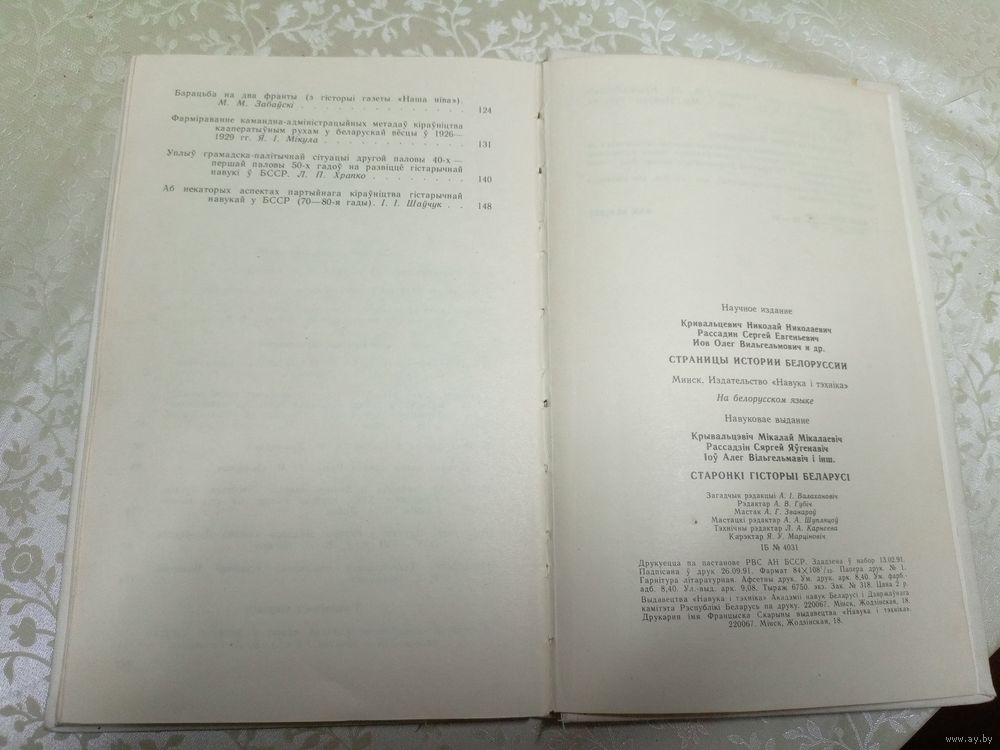 Барацьба на два франты (з гісторыі газеты «Наша ніва»).
М. М. Забаўскі . . . . . . . . . . . . 124
Фарміраванне камандна-адміністрацыйных метадаў кіраўніцтва
кааператыўным рухам у беларускай вёсцы ў 1926—
1929 гг. Я. І. Мікула . . . . . . . . . . 131
Уплыў грамадска-палітычнай сітуацыі другой паловы 40-х —
першай паловы 50-х гадоў на развіццё гістарычнай
навукі ў БССР. Л. П. Храпко . . . . . . . . 140
Аб некаторых аспектах партыйнага кіраўніцтва гістарычнай
навукай у БССР (70—80-я гады). І. І. Шаўчук . . 148
Научное издание
Кривальцевич Николай Николаевич
Рассадин Сергей Евгеньевич
Иов Олег Вильгельмович и др.
СТРАНИЦЫ ИСТОРИИ БЕЛОРУССИИ
Минск, Издательство «Навука і тэхніка»
На белорусском языке
Навуковае выданне
Крывальцэвіч Мікалай Мікалаевіч
Рассадзін Сяргей Яўгенавіч
Іоў Алег Вільгельмавіч і інш.
СТАРОНКІ ГІСТОРЫІ БЕЛАРУСІ
Загадчык рэдакцыі А. І. Валахановіч
Рэдактар А. В. Губіч
Мастак А. Г. Званароў
Мастацкі рэдактар А. А. Шупляцоў
Тэхнічны рэдактар Л. А. Карнеева
Карэктар Я. У. Марціновіч
ІБ № 4031
Друкуецца па пастанове РВС АН БССР. Здадзена ў набор 13.02.91.
Падпісана ў друк 26.09.91. Фармат 84×108¹/₃₂. Папера друк. № 1.
Гарнітура літаратурная. Афсетны друк. Ум. друк. арк. 8,40. Ум. фарб.-
адб. 8,40. Ул.-выд. арк. 9,08. Тыраж 6750. экз. Зак. № 318. Цана 2 р.
Выдавецтва «Навука і тэхніка» Акадэміі навук Беларусі і Дзяржаўнага
камітэта Рэспублікі Беларусь па друку. 220067. Мінск, Жодзінская, 18.
Друкарня імя Францыска Скарыны выдавецтва «Навука і тэхніка».
220067. Мінск, Жодзінская, 18.
www.ay.by